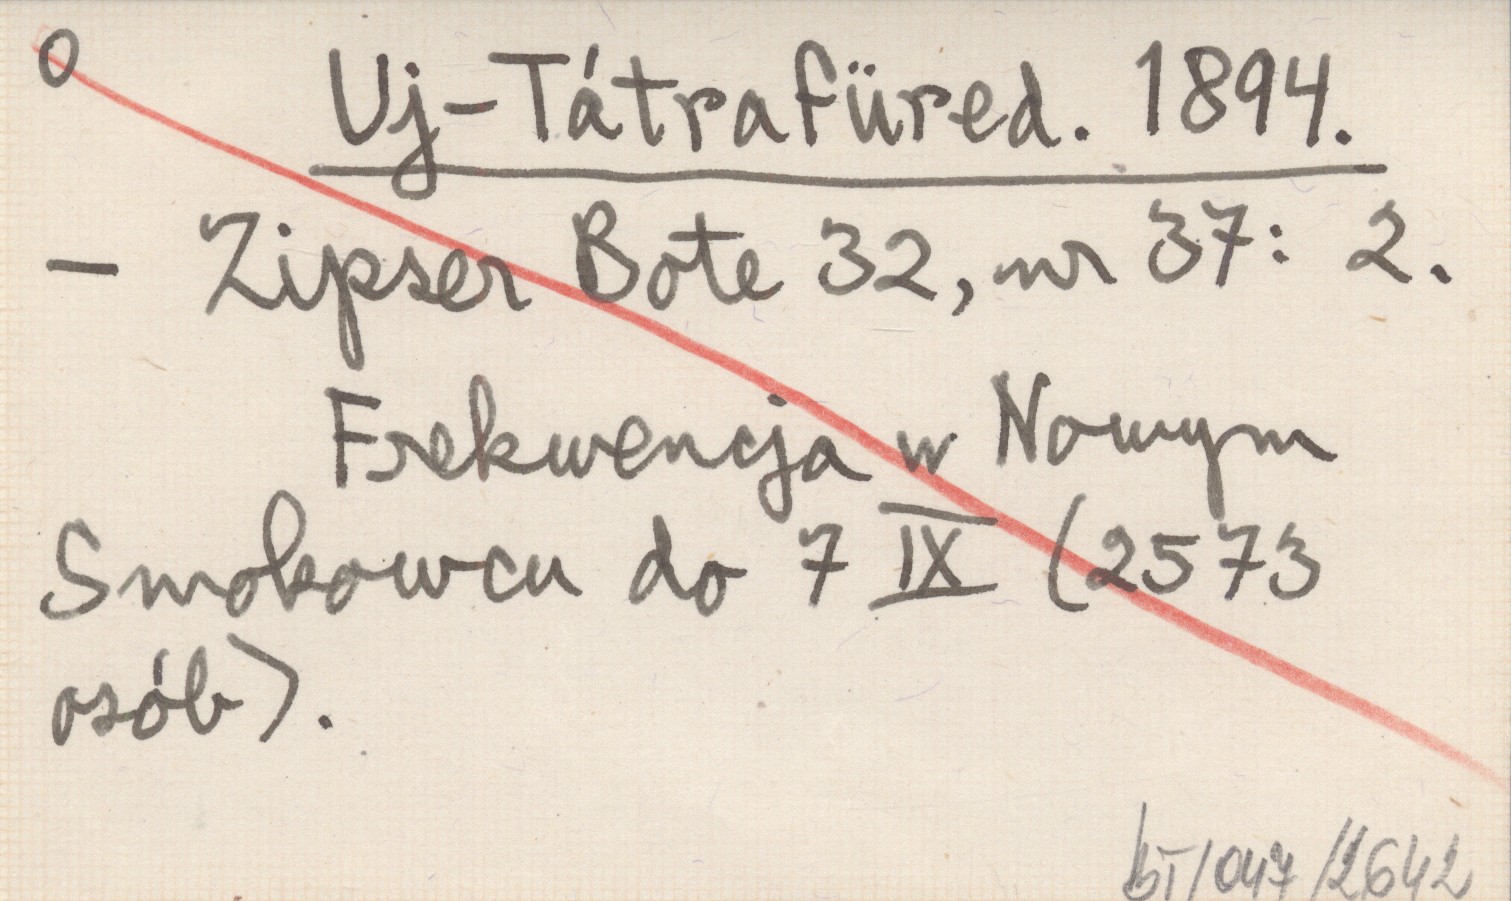 O
Uj-Tátrafüred. 1894.
— Zipser Bote 32, nr 37: 2.
Frekwencja w Nowym
Smokowcu do 7 IX (2573
osób).
bT/047/2642